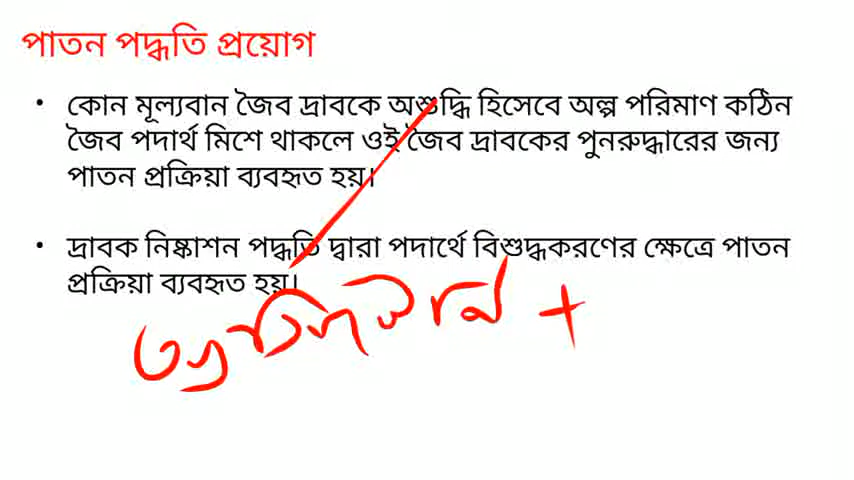 পাতন পদ্ধতি প্রয়োগ
• কোন মূল্যবান জৈব দ্রাবকে অশুদ্ধি হিসেবে অল্প পরিমাণ কঠিন
জৈব পদার্থ মিশে থাকলে ওই জৈব দ্রাবকের পুনরুদ্ধারের জন্য
পাতন প্রক্রিয়া ব্যবহৃত হয়।
• দ্রাবক নিষ্কাশন পদ্ধতি দ্বারা পদার্থে বিশুদ্ধকরণের ক্ষেত্রে পাতন
প্রক্রিয়া ব্যবহৃত হয়।
+